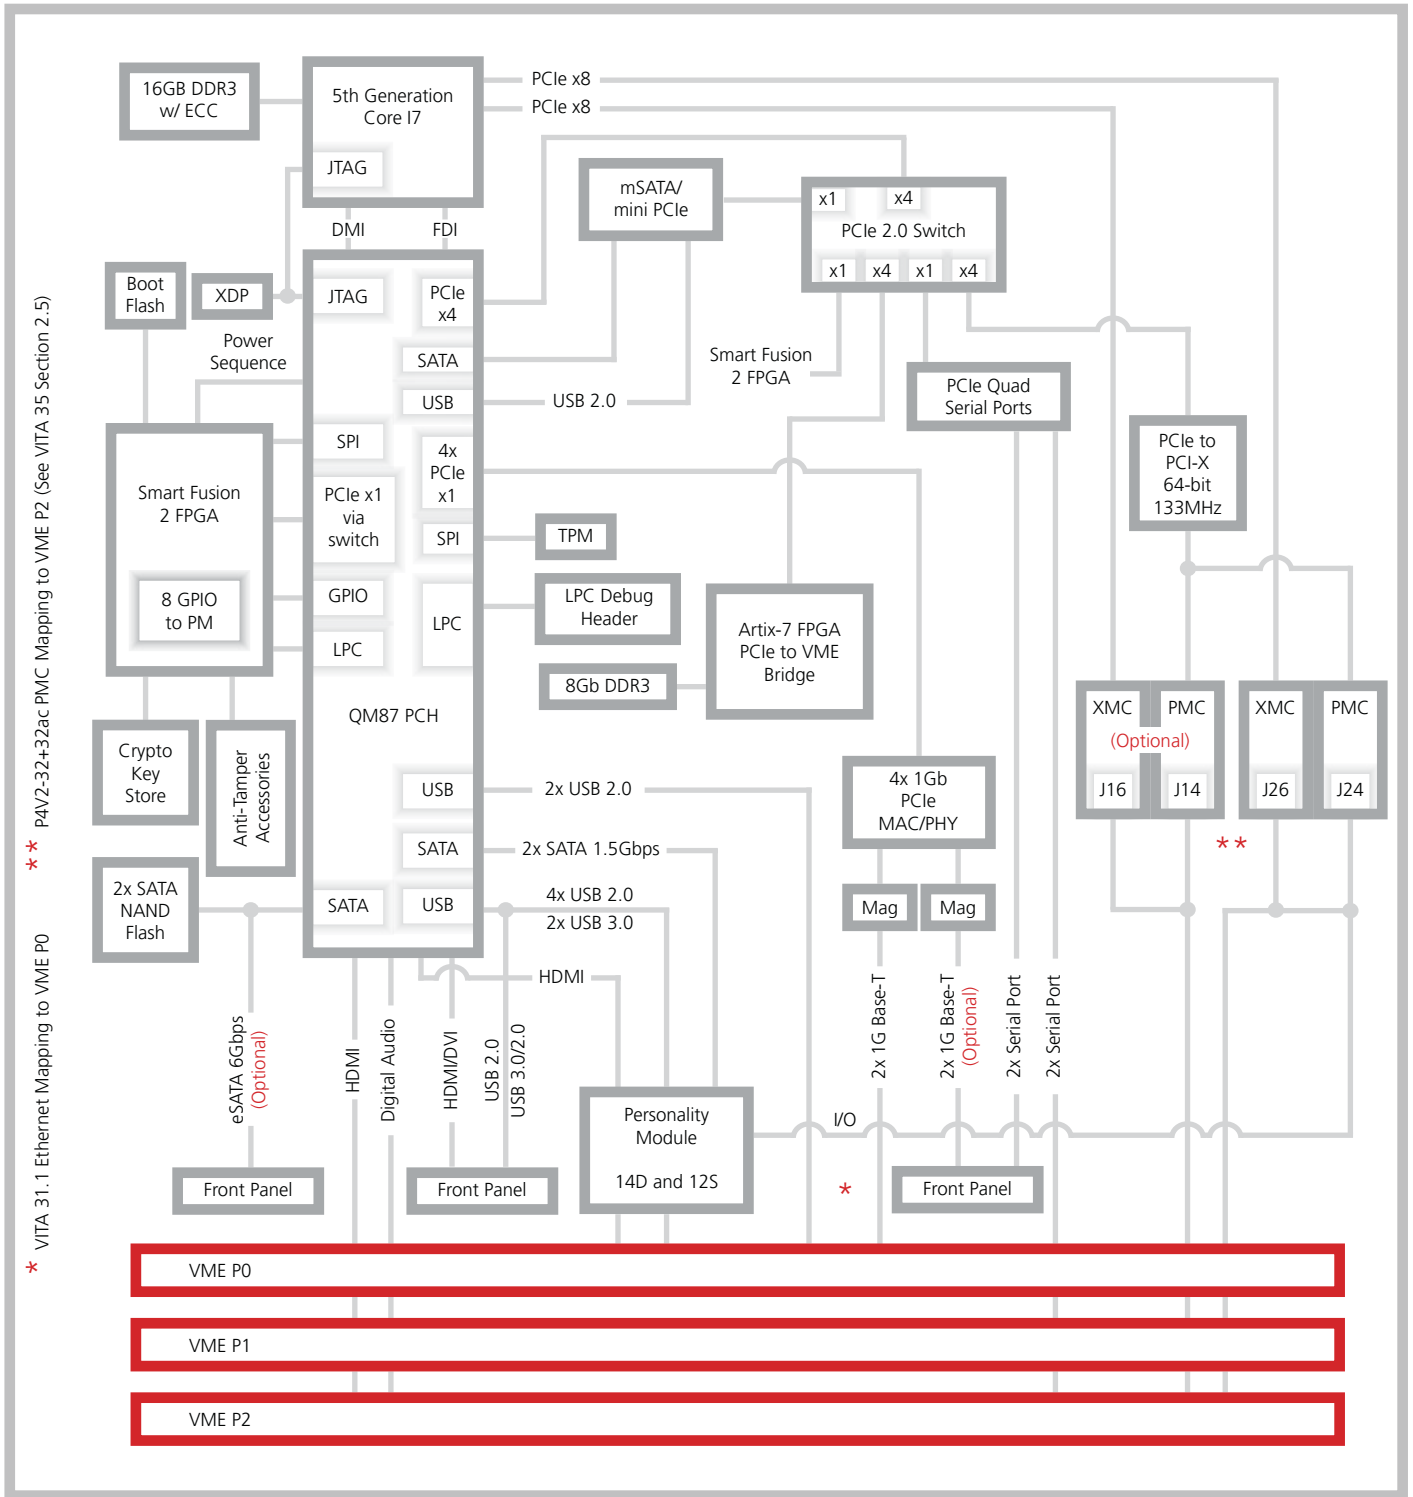 16GB DDR3
w/ ECC
5th Generation
Core I7
JTAG
PCIe x8
PCIe x8
DMI
FDI
mSATA/
mini PCIe
x1
x4
PCIe 2.0 Switch
x1
x4
x1
x4
Boot
Flash
XDP
JTAG
PCIe
x4
Power
Sequence
SATA
USB
USB 2.0
Smart Fusion
2 FPGA
PCIe Quad
Serial Ports
PCIe to
PCI-X
64-bit
133MHz
SPI
4x
PCIe
x1
Smart Fusion
2 FPGA
PCIe x1
via
switch
SPI
TPM
8 GPIO
to PM
GPIO
LPC
LPC
LPC Debug
Header
Artix-7 FPGA
PCIe to VME
Bridge
8Gb DDR3
QM87 PCH
XMC
PMC
(Optional)
J16
J14
XMC
PMC
J26
J24
**
Crypto
Key
Store
Anti-Tamper
Accessories
USB
2x USB 2.0
4x 1Gb
PCIe
MAC/PHY
SATA
2x SATA 1.5Gbps
2x SATA
NAND
Flash
SATA
USB
4x USB 2.0
2x USB 3.0
Mag
Mag
HDMI
eSATA 6Gbps
(Optional)
HDMI
Digital Audio
HDMI/DVI
USB 2.0
USB 3.0/2.0
2x 1G Base-T
2x 1G Base-T
(Optional)
2x Serial Port
2x Serial Port
Personality
Module
14D and 12S
I/O
Front Panel
Front Panel
*
Front Panel
VME P0
VME P1
VME P2
* VITA 31.1 Ethernet Mapping to VME P0
** P4V2-32+32ac PMC Mapping to VME P2 (See VITA 35 Section 2.5)